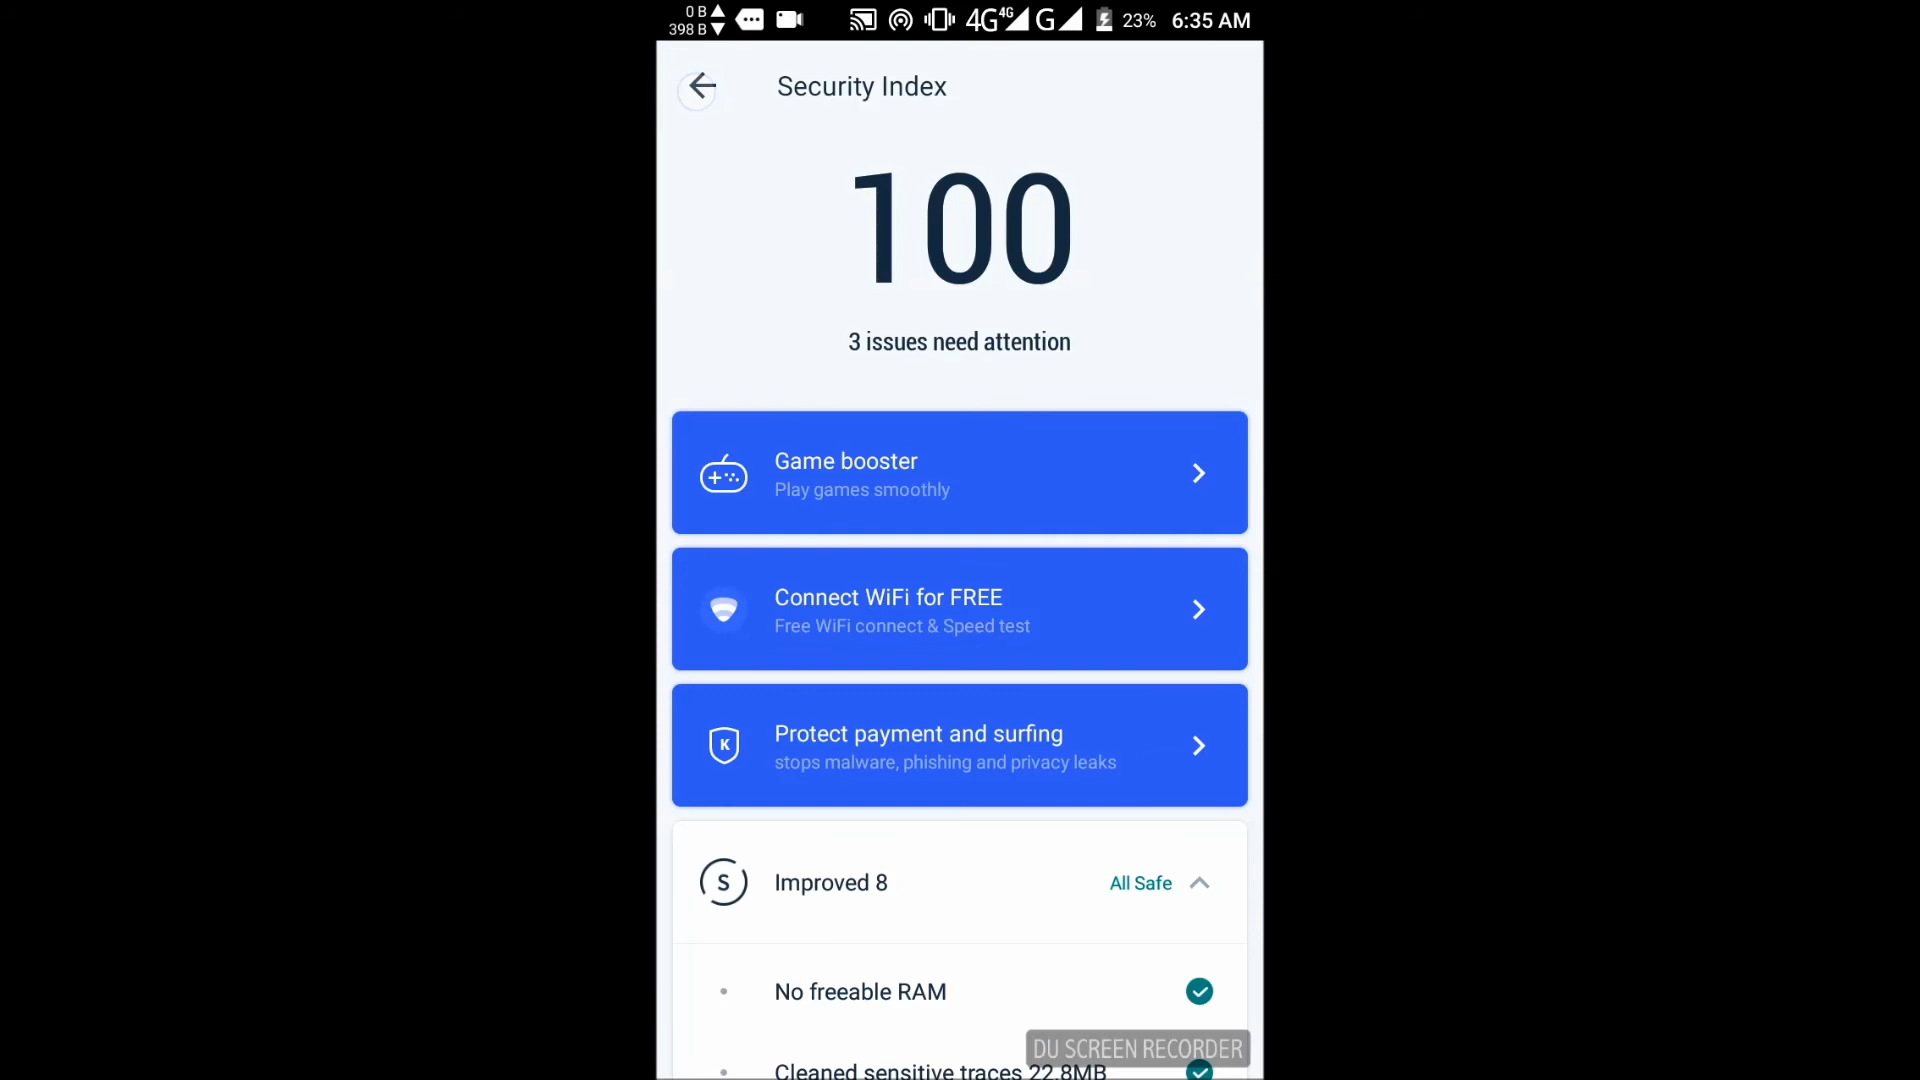 0 B
398 B
4G 4G G 23% 6:35 AM
Security Index
100
3 issues need attention
Game booster
Play games smoothly
Connect WiFi for FREE
Free WiFi connect & Speed test
K
Protect payment and surfing
stops malware, phishing and privacy leaks
S
Improved 8
All Safe
No freeable RAM
DU SCREEN RECORDER
Cleaned sensitive traces 22.8MB